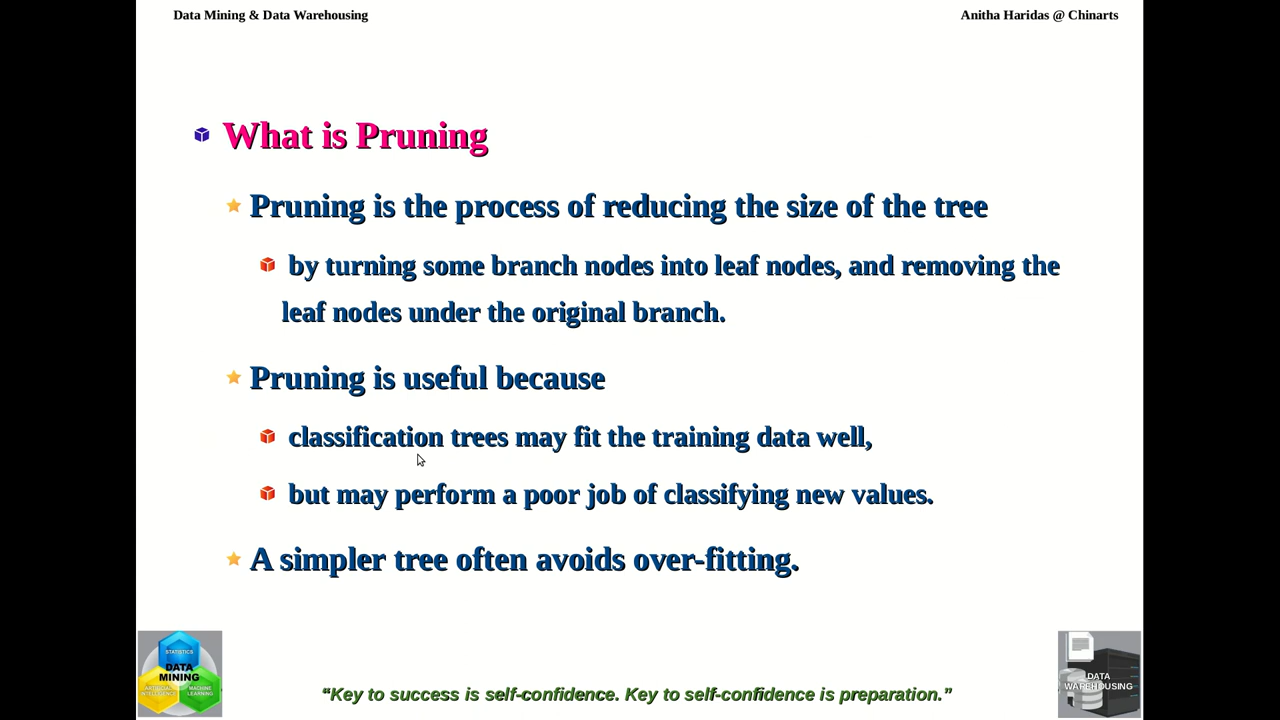 Data Mining & Data Warehousing
Anitha Haridas @ Chinarts
What is Pruning
Pruning is the process of reducing the size of the tree
by turning some branch nodes into leaf nodes, and removing the
leaf nodes under the original branch.
Pruning is useful because
classification trees may fit the training data well,
but may perform a poor job of classifying new values.
A simpler tree often avoids over-fitting.
STATISTICS
DATA
MINING
ARTIFICIAL
INTELLIGENCE
MACHINE
LEARNING
“Key to success is self-confidence. Key to self-confidence is preparation.”
DATA
WAREHOUSING